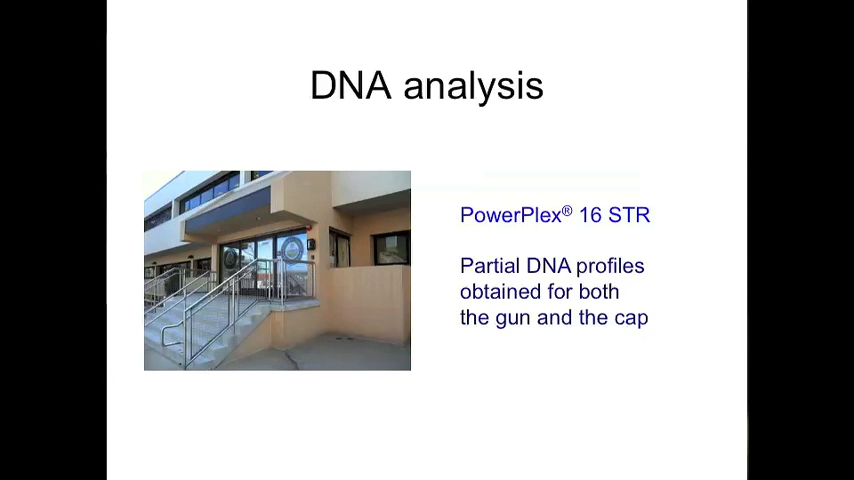 DNA analysis
PowerPlex® 16 STR
Partial DNA profiles
obtained for both
the gun and the cap